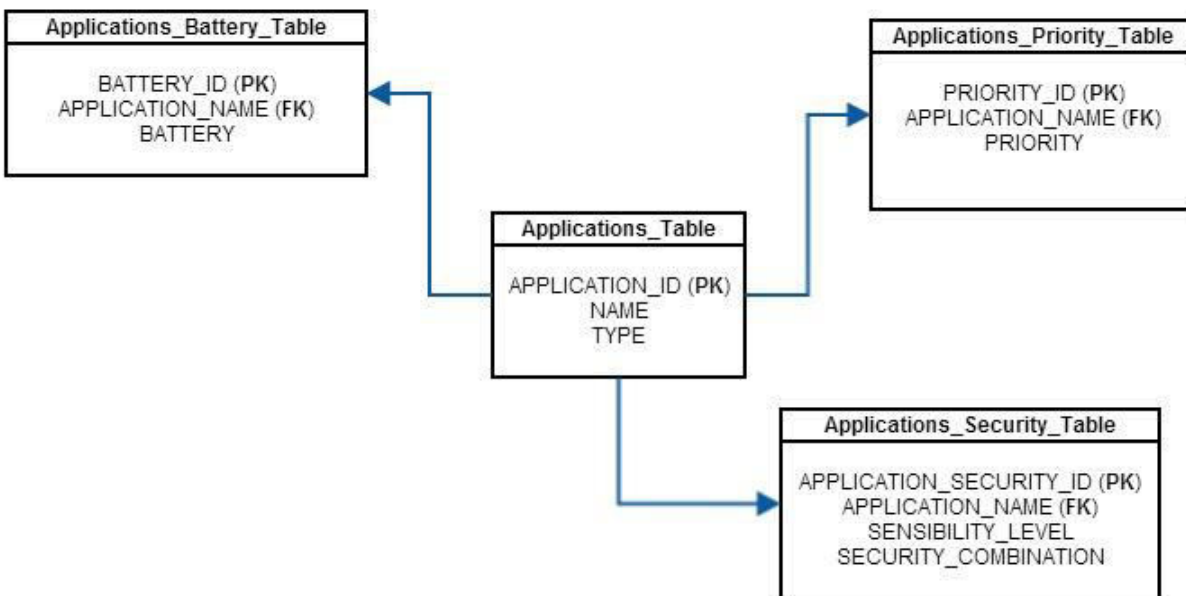 Applications_Battery_Table
BATTERY_ID (PK)
APPLICATION_NAME (FK)
BATTERY
Applications_Priority_Table
PRIORITY_ID (PK)
APPLICATION_NAME (FK)
PRIORITY
Applications_Table
APPLICATION_ID (PK)
NAME
TYPE
Applications_Security_Table
APPLICATION_SECURITY_ID (PK)
APPLICATION_NAME (FK)
SENSIBILITY_LEVEL
SECURITY_COMBINATION